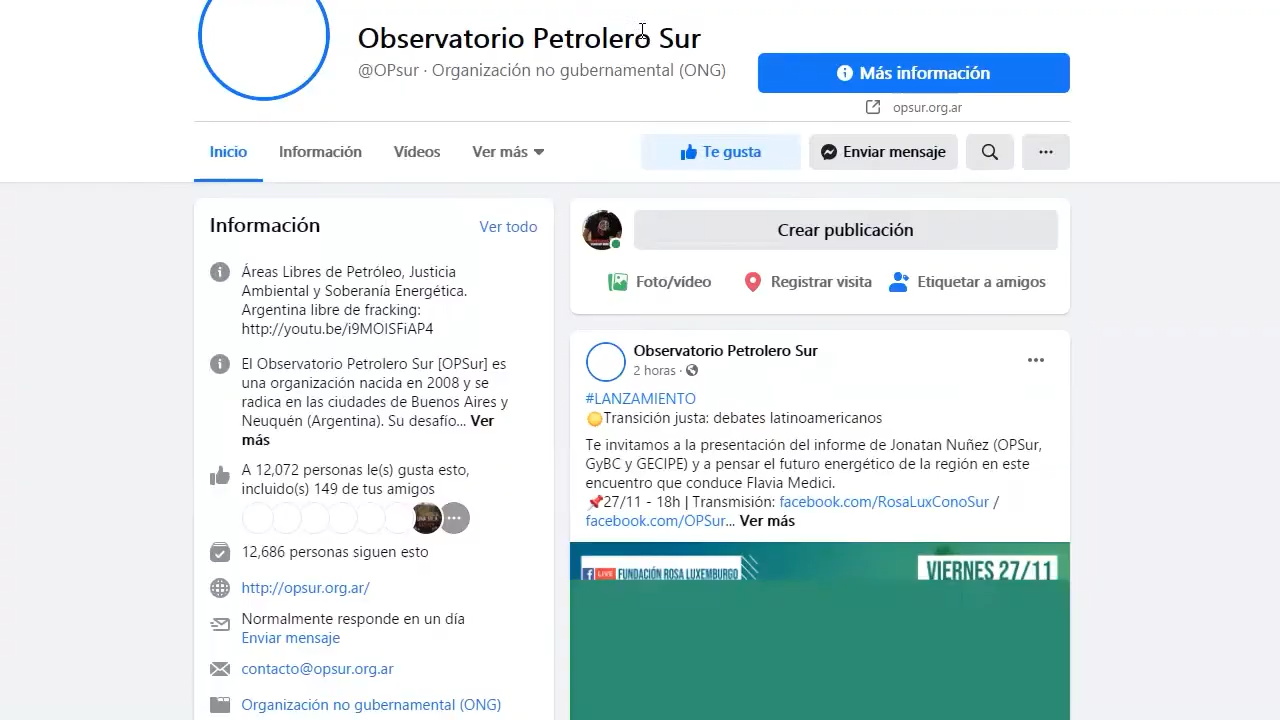 Observatorio Petrolero Sur
@OPsur · Organización no gubernamental (ONG)
Más información
opsur.org.ar
Inicio
Información
Vídeos
Ver más
Te gusta
Enviar mensaje
Información
Ver todo
Áreas Libres de Petróleo, Justicia
Ambiental y Soberanía Energética.
Argentina libre de fracking:
http://youtu.be/i9MOISFiAP4
El Observatorio Petrolero Sur [OPSur] es
una organización nacida en 2008 y se
radica en las ciudades de Buenos Aires y
Neuquén (Argentina). Su desafío... Ver
más
A 12,072 personas le(s) gusta esto,
incluido(s) 149 de tus amigos
12,686 personas siguen esto
http://opsur.org.ar/
Normalmente responde en un día
Enviar mensaje
contacto@opsur.org.ar
Organización no gubernamental (ONG)
Crear publicación
Foto/vídeo
Registrar visita
Etiquetar a amigos
Observatorio Petrolero Sur
2 horas ·
#LANZAMIENTO
Transición justa: debates latinoamericanos
Te invitamos a la presentación del informe de Jonatan Nuñez (OPSur,
GyBC y GECIPE) y a pensar el futuro energético de la región en este
encuentro que conduce Flavia Medici.
27/11 - 18h | Transmisión: facebook.com/RosaLuxConoSur /
facebook.com/OPSur... Ver más
LIVE FUNDACIÓN ROSA LUXEMBURGO
VIERNES 27/11